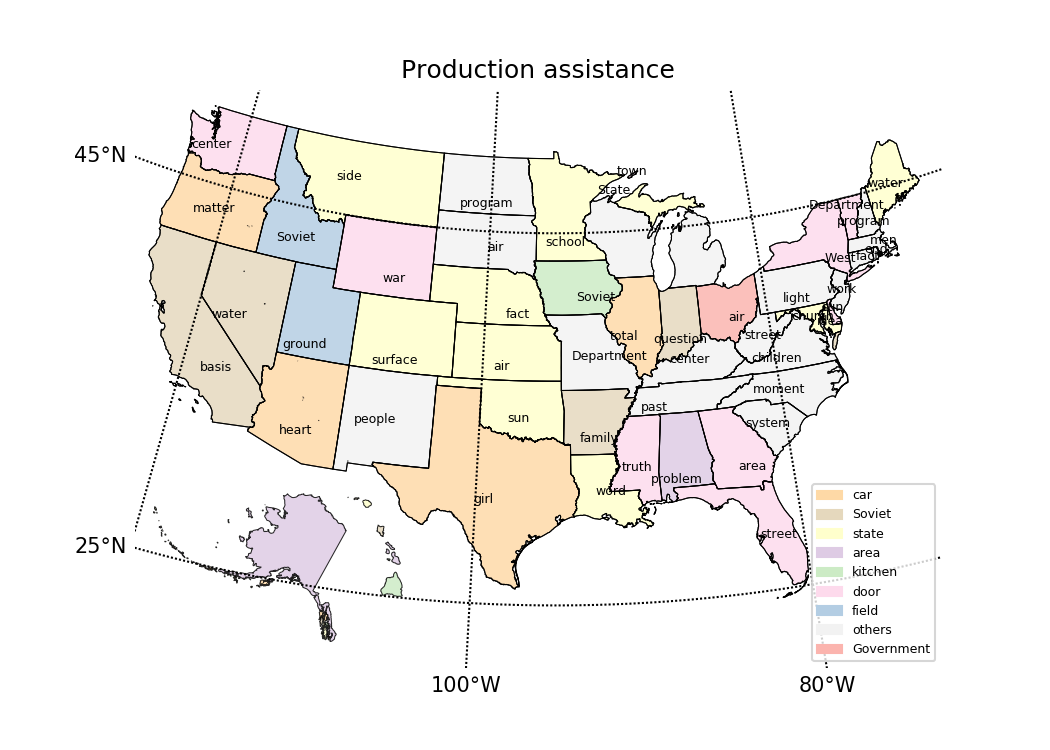 Production assistance
45°N
25°N
100°W
80°W
center
matter
side
Soviet
program
air
war
water
ground
basis
surface
fact
air
heart
people
sun
girl
school
town
State
Soviet
Department
total
question
center
family
past
word
truth
problem
area
street
system
moment
children
street
air
light
West
Department
program
water
men
fact
work
car
Soviet
state
area
kitchen
door
field
others
Government